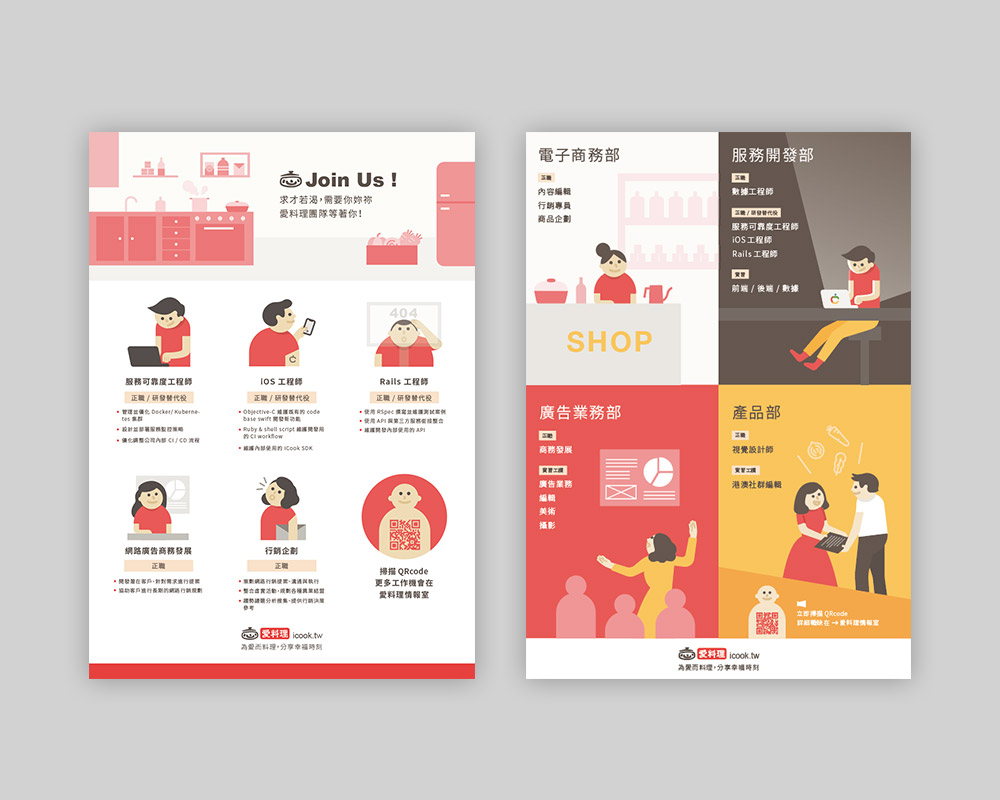 Join Us !
求才若渴，需要你妳祢
愛料理團隊等著你！
服務可靠度工程師
正職 / 研發替代役
• 管理並優化 Docker/ Kuberne-
tes 集群
• 設計並部署服務監控策略
• 優化調整公司內部 CI / CD 流程
iOS 工程師
正職 / 研發替代役
• Objective-C 維護既有的 code
base swift 開發新功能
• Ruby & shell script 維護開發用
的 CI workflow
• 維護內部使用的 iCook SDK
404
Rails 工程師
正職 / 研發替代役
• 使用 RSpec 撰寫並維護測試案例
• 使用 API 與第三方服務銜接整合
• 維護開發內部使用的 API
網路廣告商務發展
正職
• 開發潛在客戶，針對需求進行提案
• 協助客戶進行長期的網路行銷規劃
行銷企劃
正職
• 策劃網路行銷提案、溝通與執行
• 整合虛實活動、規劃各種異業結盟
• 趨勢議題分析搜集、提供行銷決策
參考
掃描 QRcode
更多工作機會在
愛料理情報室
愛料理 icook.tw
為愛而料理，分享幸福時刻
電子商務部
正職
內容編輯
行銷專員
商品企劃
SHOP
服務開發部
正職
數據工程師
正職 / 研發替代役
服務可靠度工程師
iOS 工程師
Rails 工程師
實習
前端 / 後端 / 數據
廣告業務部
正職
商務發展
實習工讀
廣告業務
編輯
美術
攝影
產品部
正職
視覺設計師
實習工讀
港澳社群編輯
立即掃描 QRcode
詳細職缺在 → 愛料理情報室
愛料理 icook.tw
為愛而料理，分享幸福時刻